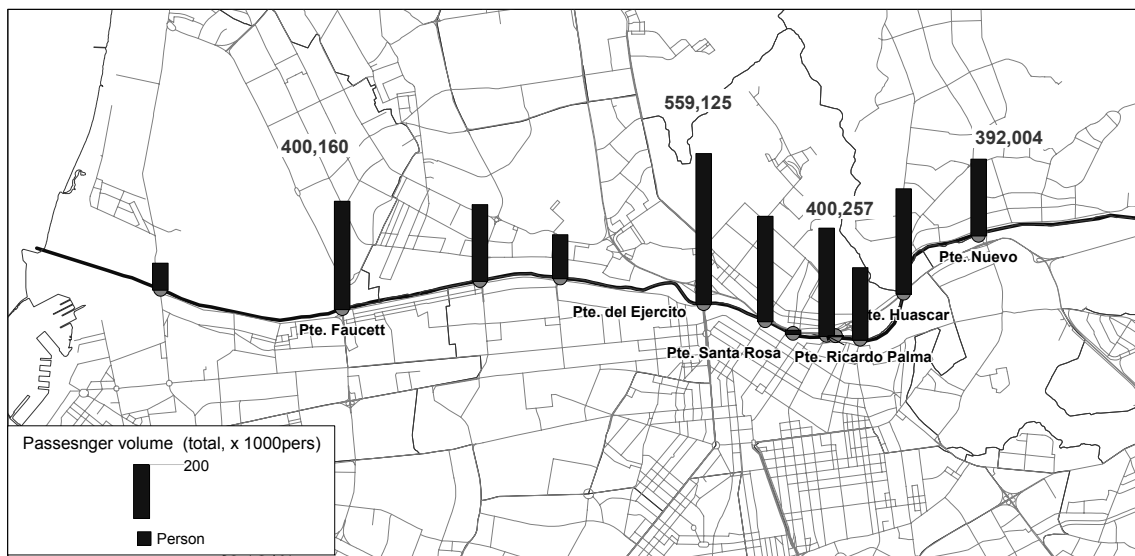 559,125
400,160
392,004
400,257
Pte. Nuevo
Pte. del Ejercito
te. Huascar
Pte. Faucett
Pte. Santa Rosa
Pte. Ricardo Palma
Passesnger volume (total, x 1000pers)
200
Person